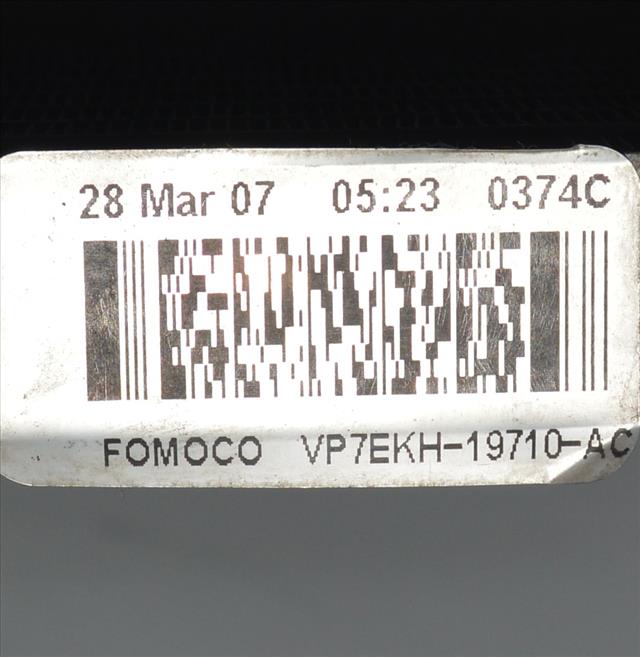 28 Mar 07 05:23 0374C
FOMOCO VP7EKH-19710-AC